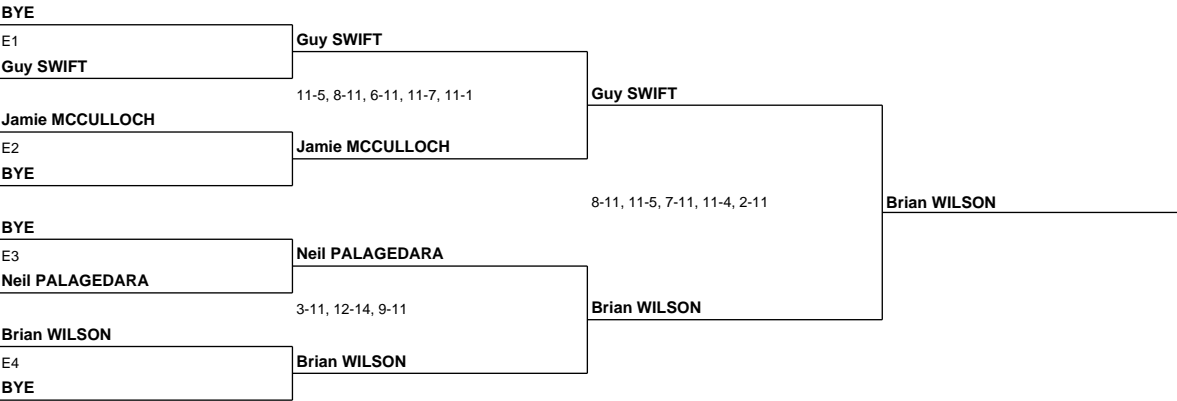 BYE
E1
Guy SWIFT
Guy SWIFT
11-5, 8-11, 6-11, 11-7, 11-1
Guy SWIFT
Jamie MCCULLOCH
E2
Jamie MCCULLOCH
BYE
8-11, 11-5, 7-11, 11-4, 2-11
Brian WILSON
BYE
E3
Neil PALAGEDARA
Neil PALAGEDARA
3-11, 12-14, 9-11
Brian WILSON
Brian WILSON
E4
Brian WILSON
BYE